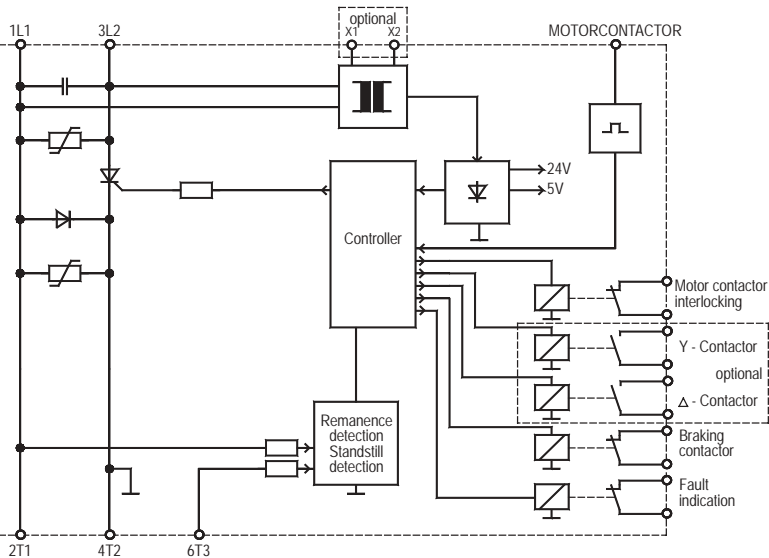 optional
1L1 3L2 X1 X2 MOTORCONTACTOR
24V
5V
Controller
Motor contactor
interlocking
Y - Contactor
optional
Δ - Contactor
Remanence
detection
Standstill
detection
Braking
contactor
Fault
indication
2T1 4T2 6T3